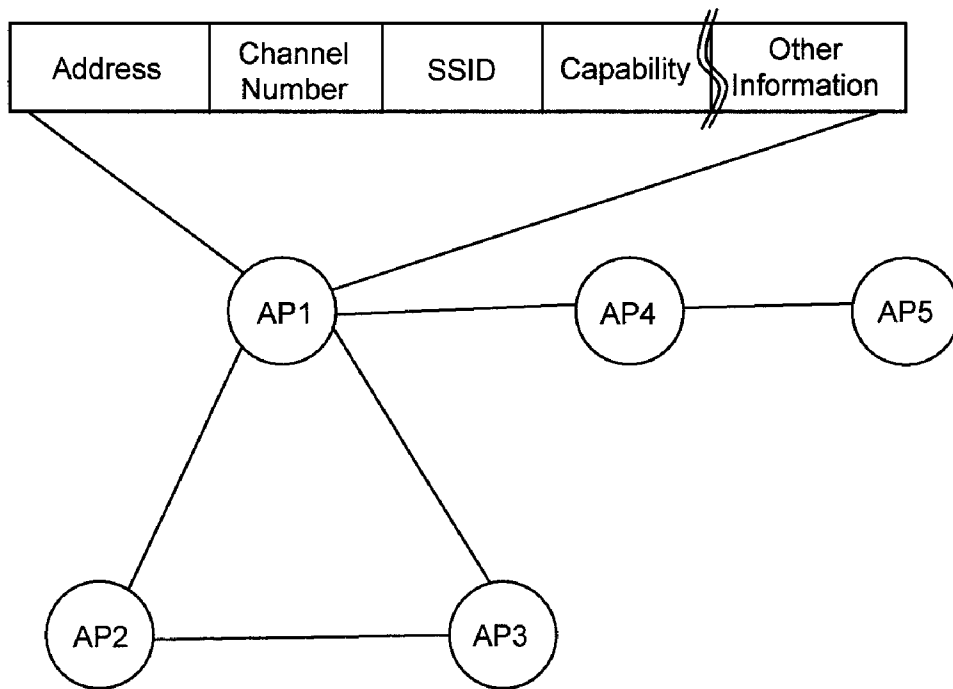 Address
Channel
Number
SSID
Capability
Other
Information
AP1
AP4
AP5
AP2
AP3